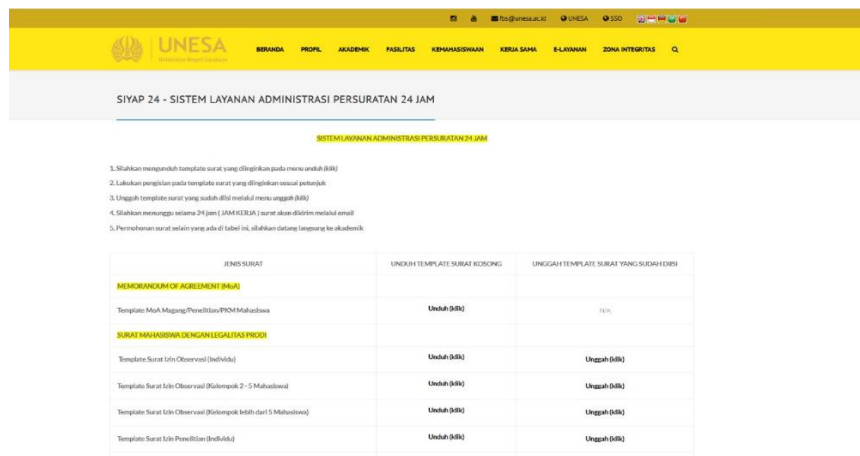 fbs@unesa.ac.id UNESA SSO
UNESA
Universitas Negeri Surabaya
BERANDA PROFIL AKADEMIK FASILITAS KEMAHASISWAAN KERJA SAMA E-LAYANAN ZONA INTEGRITAS
SIYAP 24 - SISTEM LAYANAN ADMINISTRASI PERSURATAN 24 JAM
SISTEM LAYANAN ADMINISTRASI PERSURATAN 24 JAM
1. Silahkan mengunduh template surat yang diinginkan pada menu unduh (klik)
2. Lakukan pengisian pada template surat yang diinginkan sesuai petunjuk
3. Unggah template surat yang sudah diisi melalui menu unggah (klik)
4. Silahkan menunggu selama 24 jam ( JAM KERJA ) surat akan dikirim melalui email
5. Permohonan surat selain yang ada di tabel ini, silahkan datang langsung ke akademik
JENIS SURAT UNDUH TEMPLATE SURAT KOSONG UNGGAH TEMPLATE SURAT YANG SUDAH DIISI
MEMORANDUM OF AGREEMENT (MoA)
Template MoA Magang/Penelitian/PKM Mahasiswa Unduh (klik) N/A
SURAT MAHASISWA DENGAN LEGALITAS PRODI
Template Surat Izin Observasi (Individu) Unduh (klik) Unggah (klik)
Template Surat Izin Observasi (Kelompok 2 - 5 Mahasiswa) Unduh (klik) Unggah (klik)
Template Surat Izin Observasi (Kelompok lebih dari 5 Mahasiswa) Unduh (klik) Unggah (klik)
Template Surat Izin Penelitian (Individu) Unduh (klik) Unggah (klik)